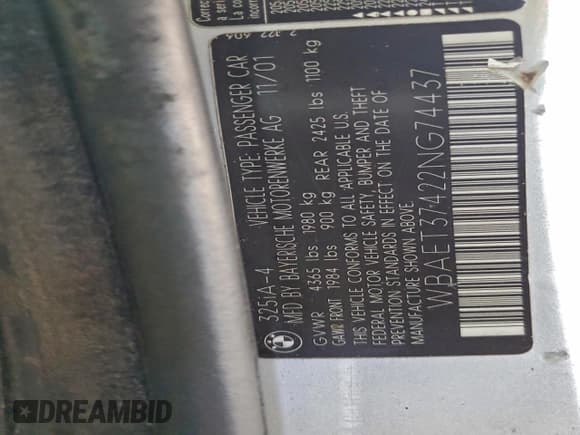 325iA-4 VEHICLE TYPE: PASSENGER CAR
MFD BY BAYERISCHE MOTORENWERKE AG 11/01
GVWR 4365 lbs 1980 kg
GAWR FRONT 1984 lbs 900 kg REAR 2425 lbs 1100 kg
THIS VEHICLE CONFORMS TO ALL APPLICABLE U.S.
FEDERAL MOTOR VEHICLE SAFETY, BUMPER AND THEFT
PREVENTION STANDARDS IN EFFECT ON THE DATE OF
MANUFACTURE SHOWN ABOVE
WBAET37422NG74437
DREAMBID